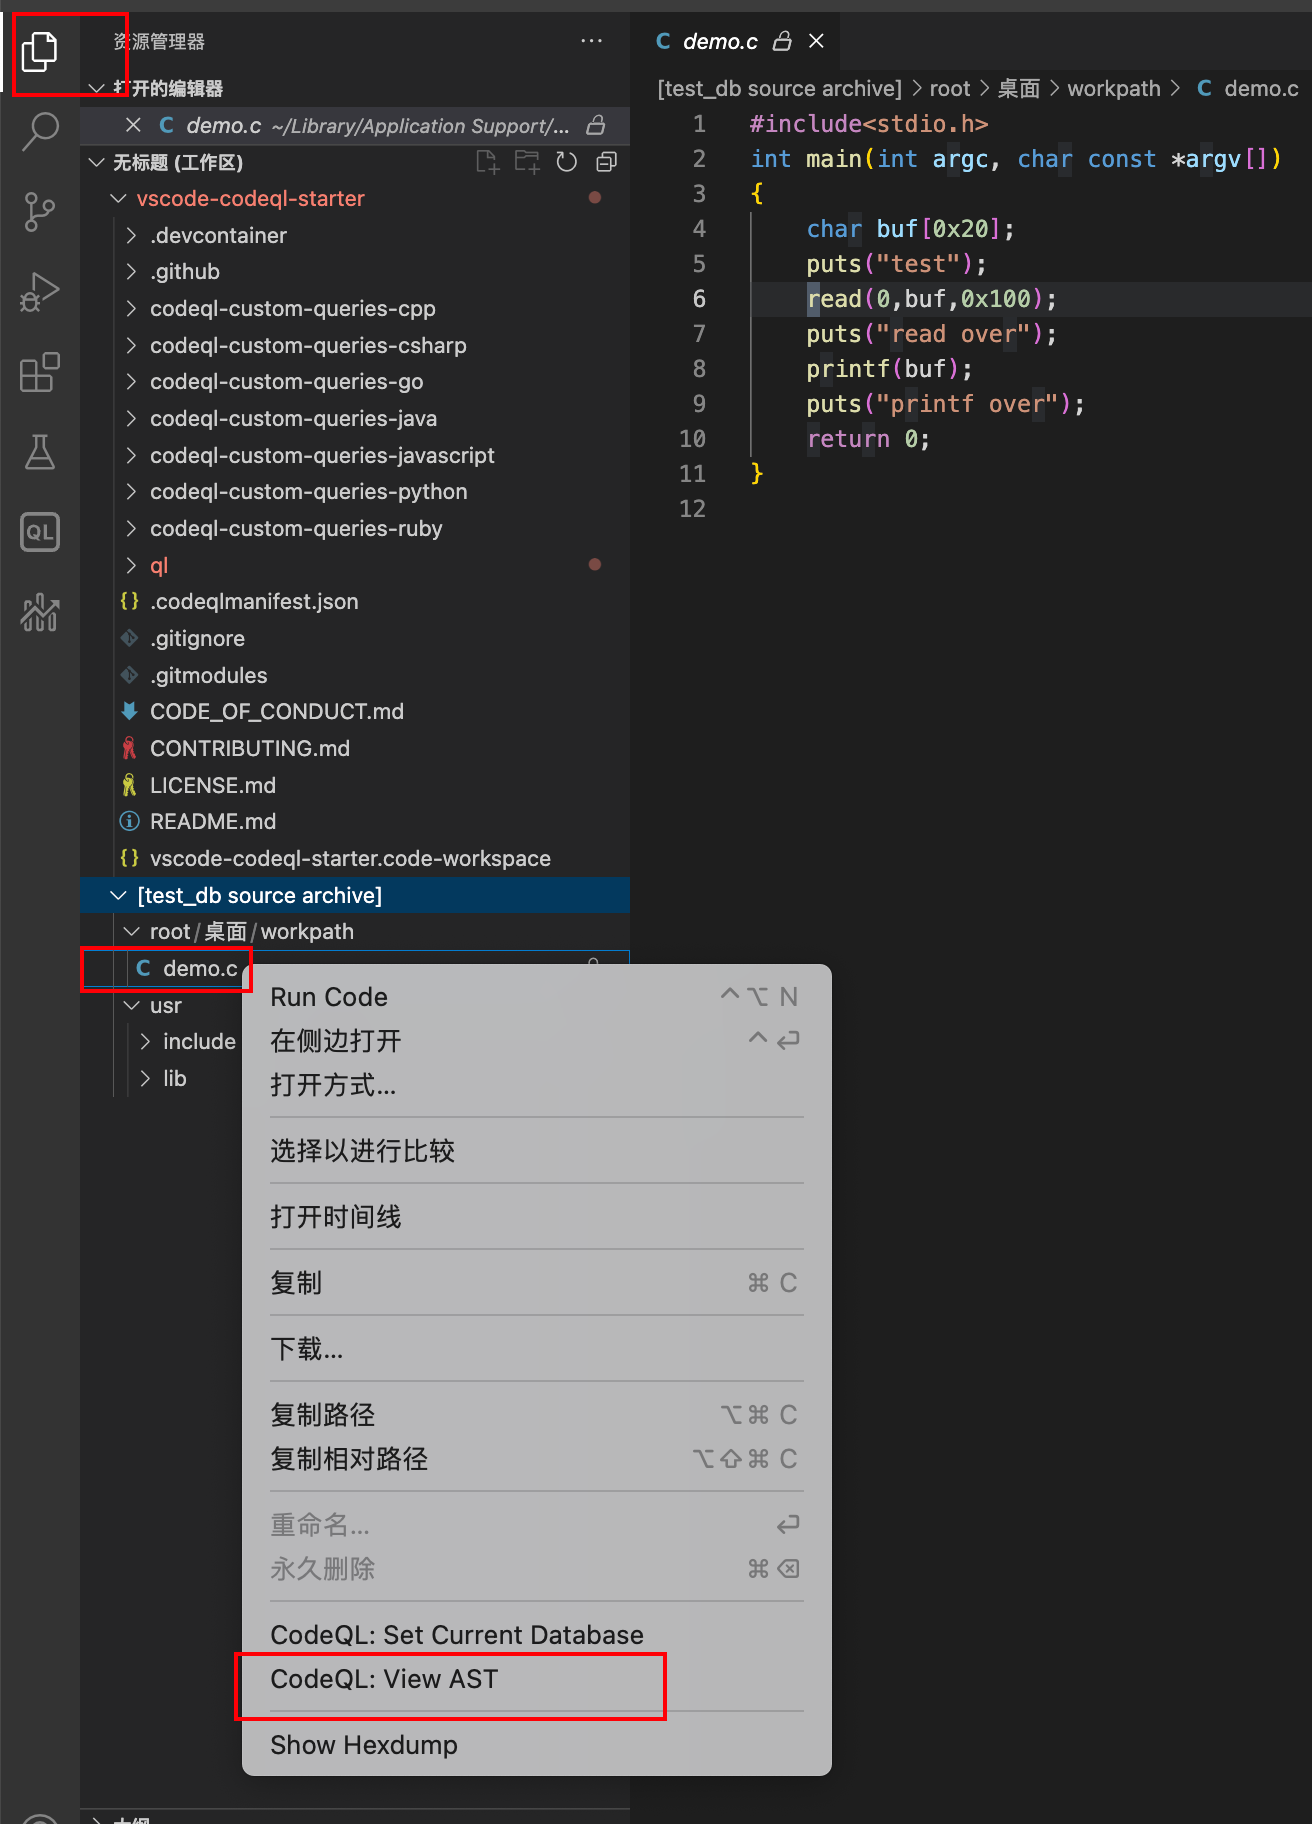 资源管理器
打开的编辑器
demo.c ~/Library/Application Support/...
无标题 (工作区)
vscode-codeql-starter
.devcontainer
.github
codeql-custom-queries-cpp
codeql-custom-queries-csharp
codeql-custom-queries-go
codeql-custom-queries-java
codeql-custom-queries-javascript
codeql-custom-queries-python
codeql-custom-queries-ruby
QL
ql
{} .codeqlmanifest.json
.gitignore
.gitmodules
CODE_OF_CONDUCT.md
CONTRIBUTING.md
LICENSE.md
README.md
{} vscode-codeql-starter.code-workspace
[test_db source archive]
root/桌面/workpath
C demo.c
usr
include
lib
Run Code ^⌥ N
在侧边打开 ^↩
打开方式...
选择以进行比较
打开时间线
复制 ⌘ C
下载...
复制路径 ⌥⌘ C
复制相对路径 ⌥⇧⌘ C
重命名... ↩
永久删除 ⌘⌫
CodeQL: Set Current Database
CodeQL: View AST
Show Hexdump
大纲
C demo.c
[test_db source archive] > root > 桌面 > workpath > C demo.c
1 #include<stdio.h>
2 int main(int argc, char const *argv[])
3 {
4 char buf[0x20];
5 puts("test");
6 read(0,buf,0x100);
7 puts("read over");
8 printf(buf);
9 puts("printf over");
10 return 0;
11 }
12